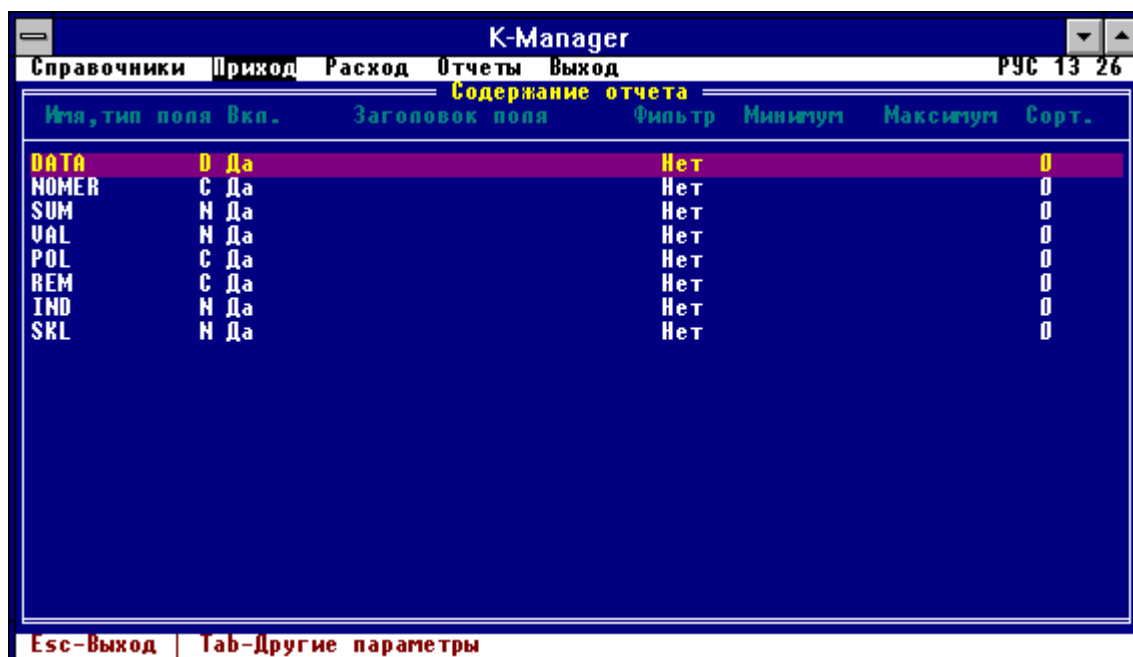 K-Manager
Справочники Приход Расход Отчеты Выход РУС 13 26
Содержание отчета
Имя,тип поля Вкл. Заголовок поля Фильтр Минимум Максимум Сорт.
DATA D Да Нет 0
NOMER C Да Нет 0
SUM N Да Нет 0
VAL N Да Нет 0
POL C Да Нет 0
REM C Да Нет 0
IND N Да Нет 0
SKL N Да Нет 0
Esc-Выход | Tab-Другие параметры